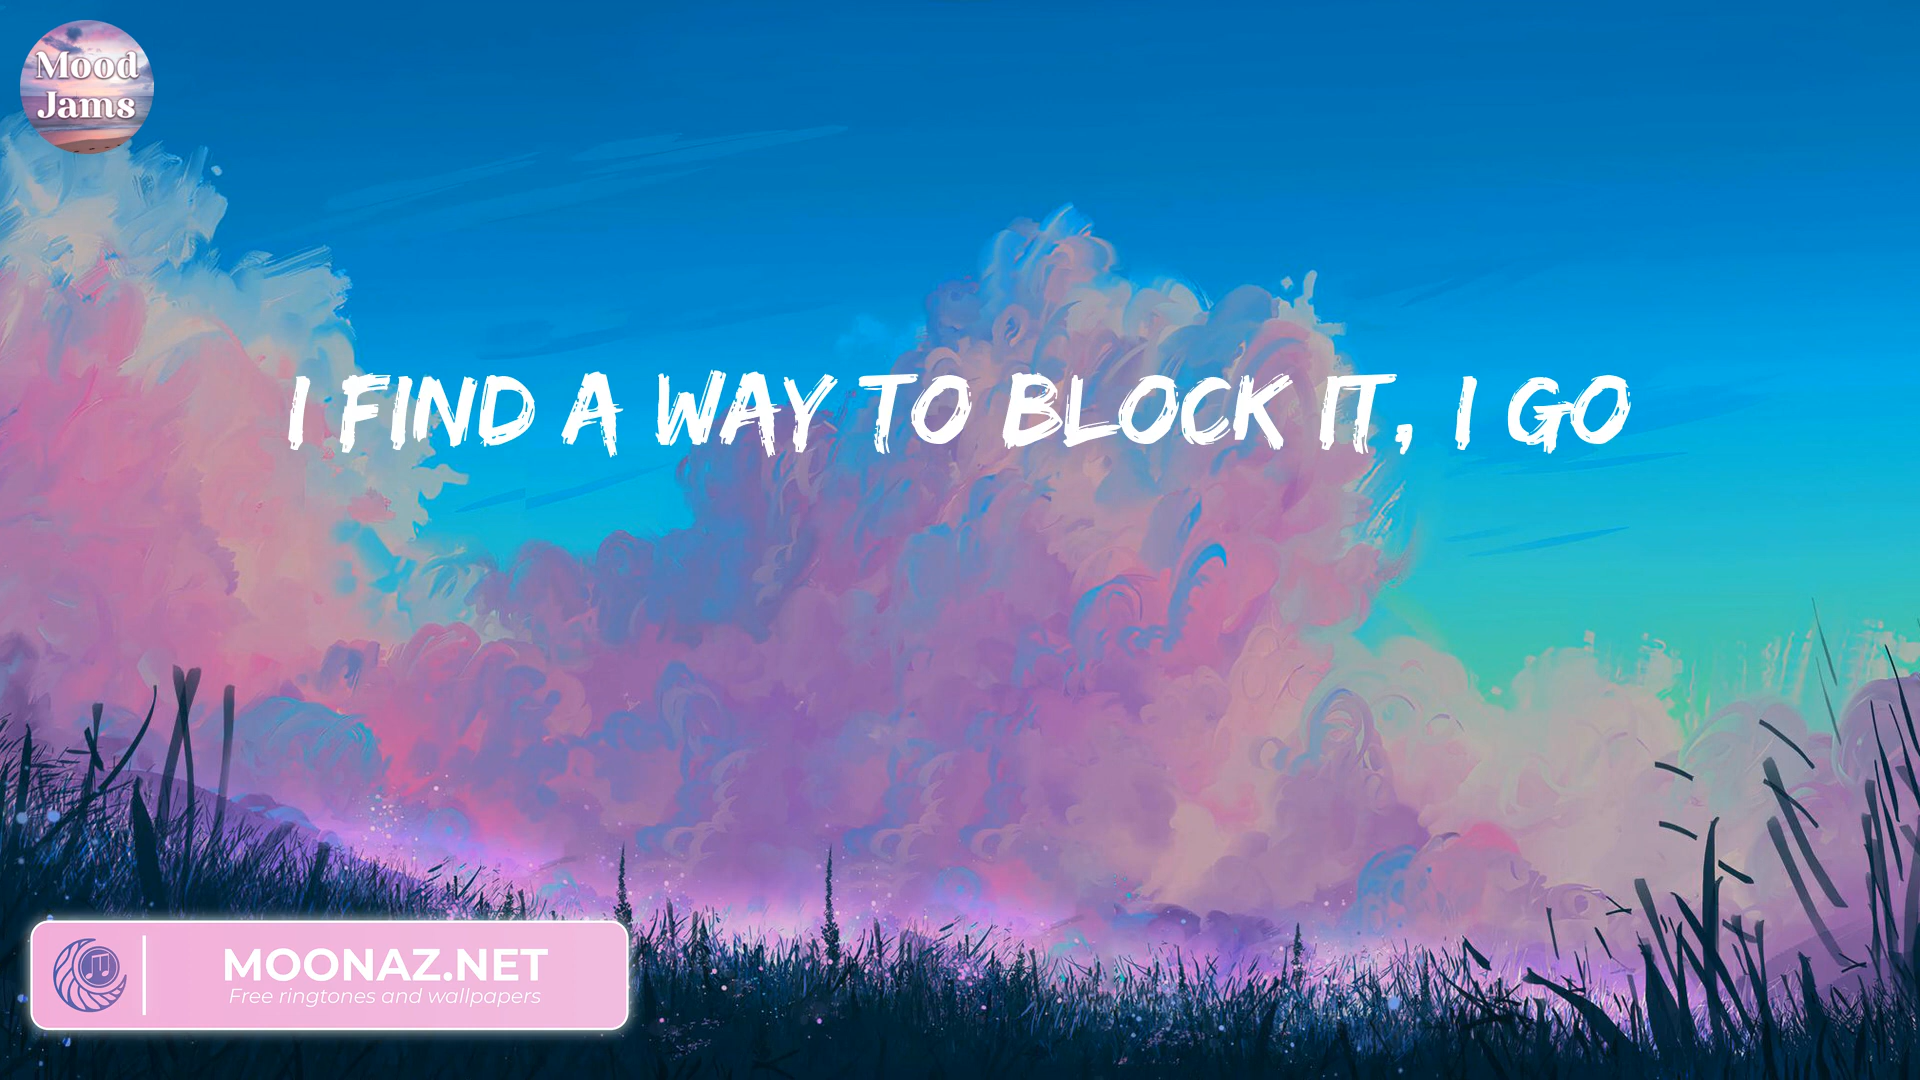 Mood
Jams
I FIND A WAY TO BLOCK IT, I GO
MOONAZ.NET
Free ringtones and wallpapers